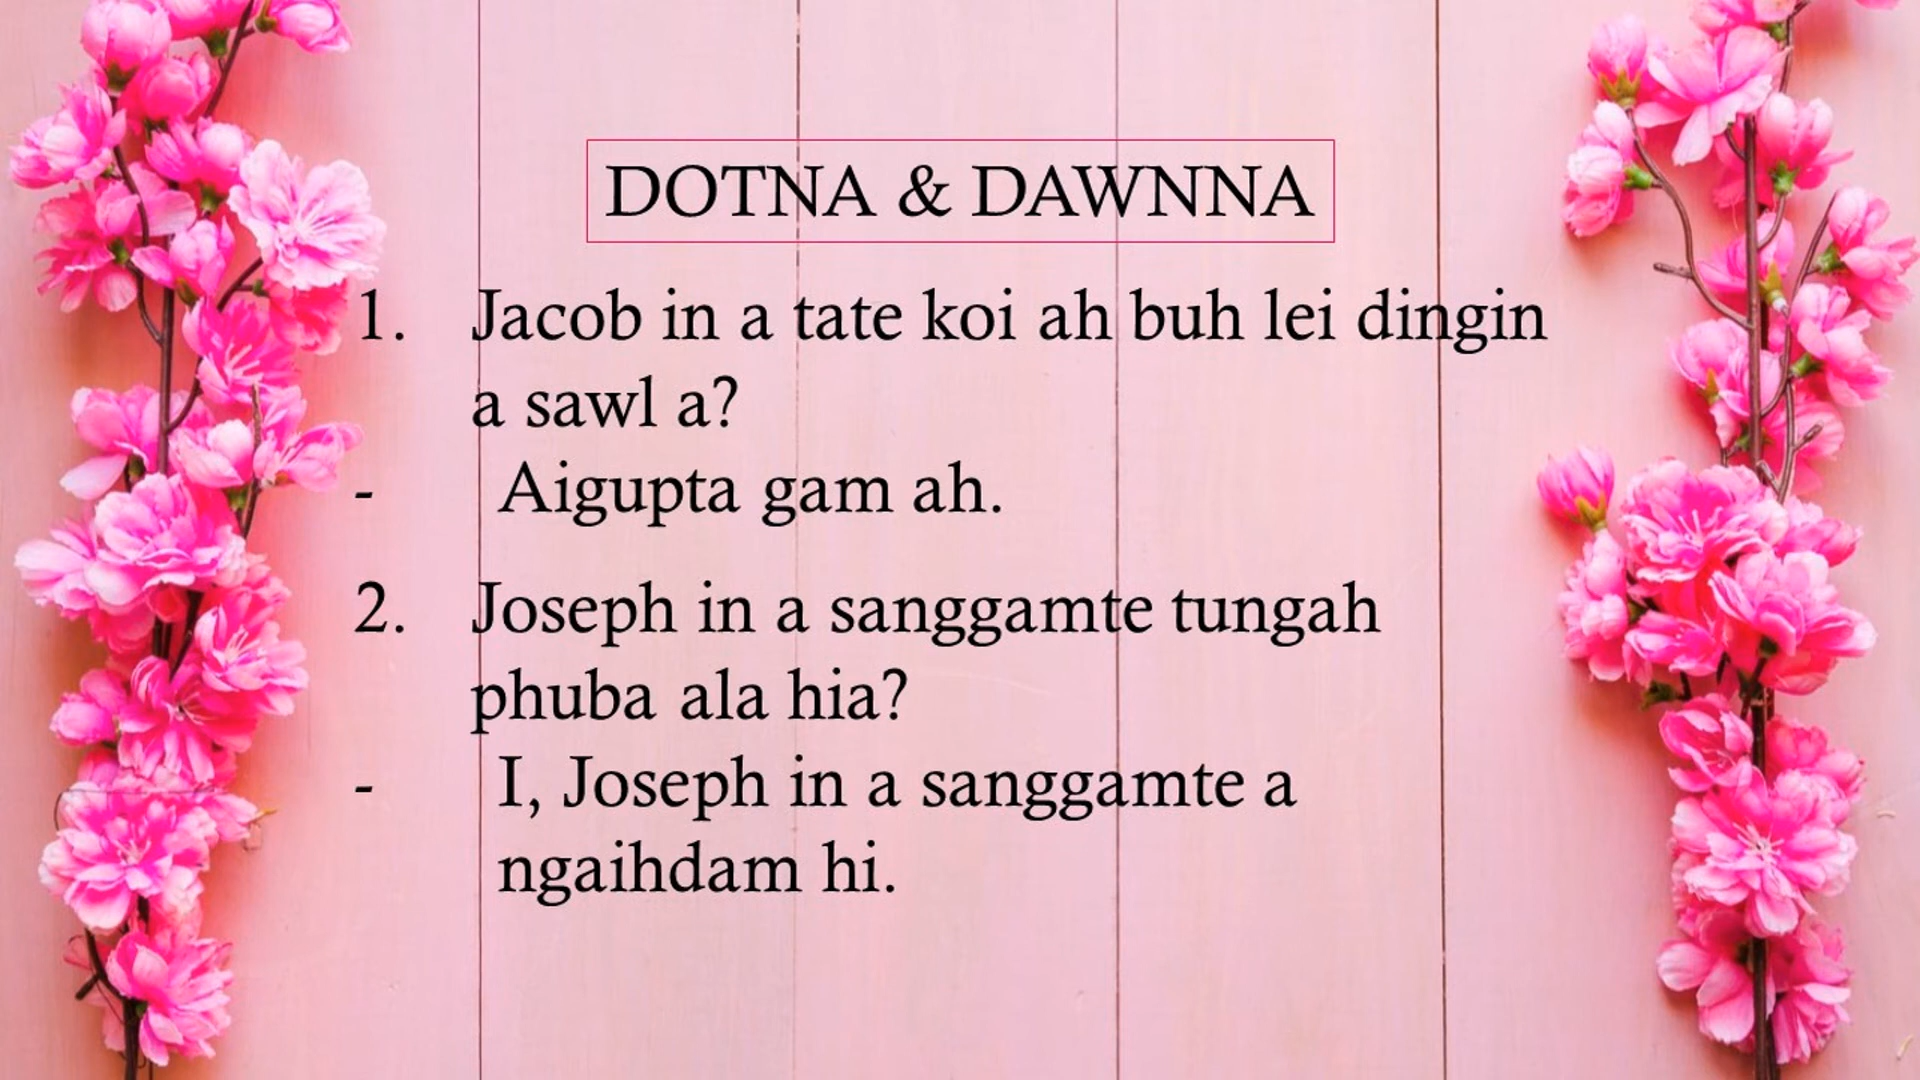 DOTNA & DAWNNA
1. Jacob in a tate koi ah buh lei dingin
a sawl a?
- Aigupta gam ah.
2. Joseph in a sanggamte tungah
phuba ala hia?
- I, Joseph in a sanggamte a
ngaihdam hi.